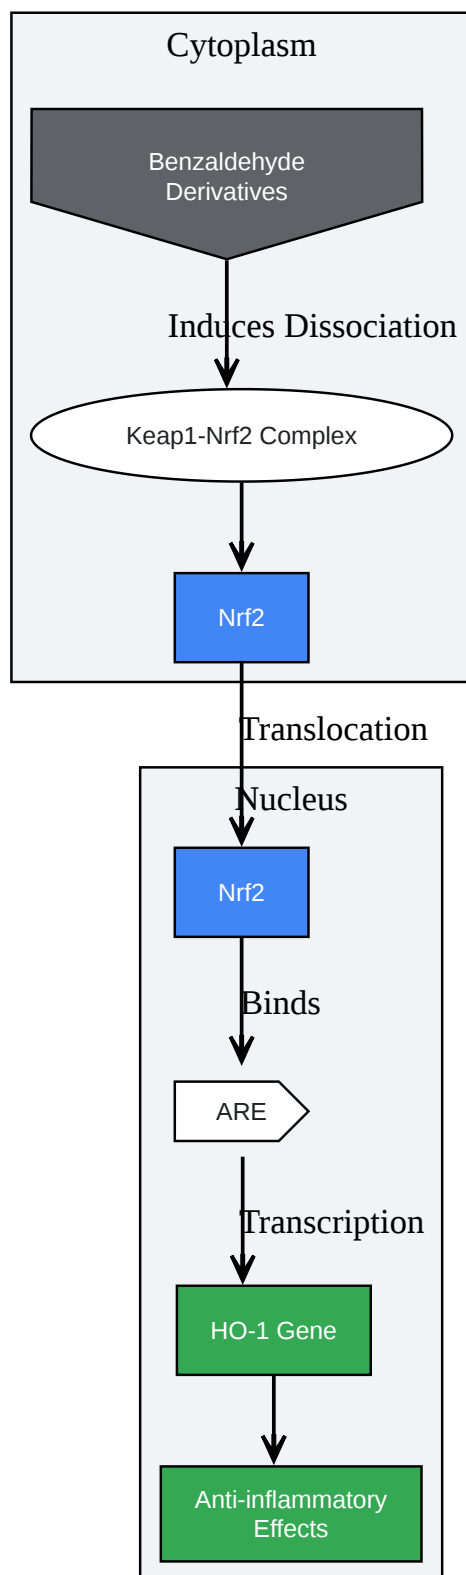 Cytoplasm
Benzaldehyde
Derivatives
Induces Dissociation
Keap1-Nrf2 Complex
Nrf2
Translocation
Nucleus
Nrf2
Binds
ARE
Transcription
HO-1 Gene
Anti-inflammatory
Effects